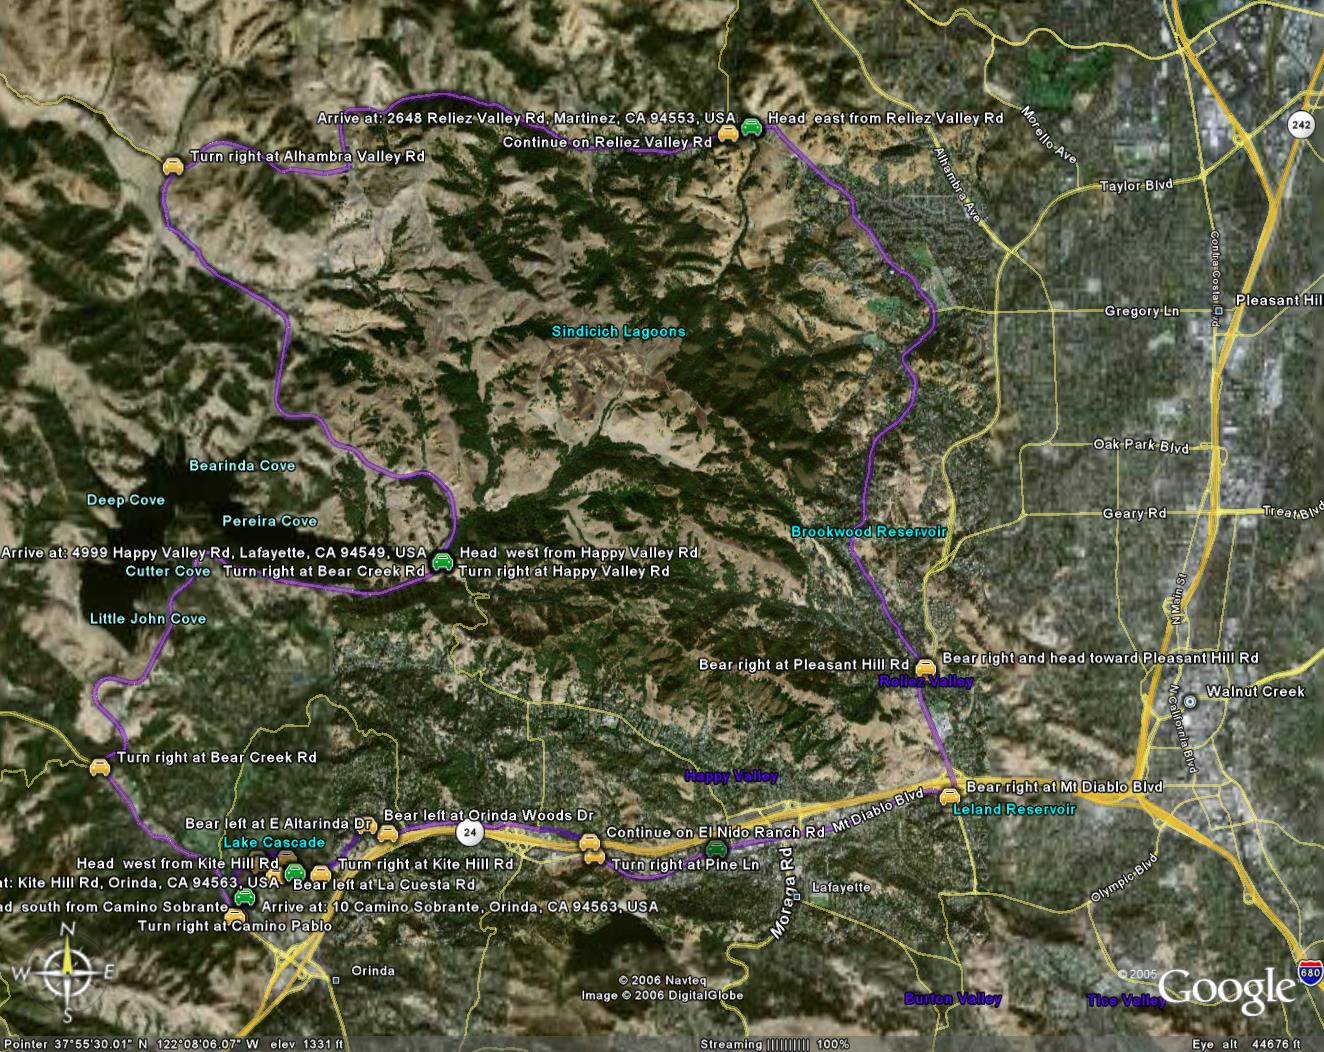 242
Morello Ave
Arrive at: 2648 Reliez Valley Rd, Martinez, CA 94553, USA
Head east from Reliez Valley Rd
Continue on Reliez Valley Rd
Turn right at Alhambra Valley Rd
Alhambra Ave
Taylor Blvd
Contra Costa Blvd
Pleasant Hil
Gregory Ln
Sindicich Lagoons
Oak Park Blvd
Bearinda Cove
Deep Cove
Pereira Cove
Geary Rd
Treat Blvd
Brookwood Reservoir
Arrive at: 4999 Happy Valley Rd, Lafayette, CA 94549, USA
Head west from Happy Valley Rd
Cutter Cove
Turn right at Bear Creek Rd
Turn right at Happy Valley Rd
Little John Cove
N Main St
Bear right at Pleasant Hill Rd
Bear right and head toward Pleasant Hill Rd
Reliez Valley
Walnut Creek
N California Blvd
Turn right at Bear Creek Rd
Happy Valley
Bear right at Mt Diablo Blvd
Mt Diablo Blvd
Leland Reservoir
Bear left at Orinda Woods Dr
Bear left at E Altarinda Dr
24
Continue on El Nido Ranch Rd
Lake Cascade
Head west from Kite Hill Rd
Turn right at Kite Hill Rd
Turn right at Pine Ln
at: Kite Hill Rd, Orinda, CA 94563, USA
Bear left at La Cuesta Rd
Moraga Rd
Lafayette
Olympic Blvd
ad south from Camino Sobrante
Arrive at: 10 Camino Sobrante, Orinda, CA 94563, USA
Turn right at Camino Pablo
N
W
E
S
Orinda
© 2006 Navteq
Image © 2006 DigitalGlobe
Burton Valley
Tice Valley
© 2005
Google
680
Pointer 37°55'30.01" N 122°08'06.07" W elev 1331 ft
Streaming |||||||||| 100%
Eye alt 44676 ft